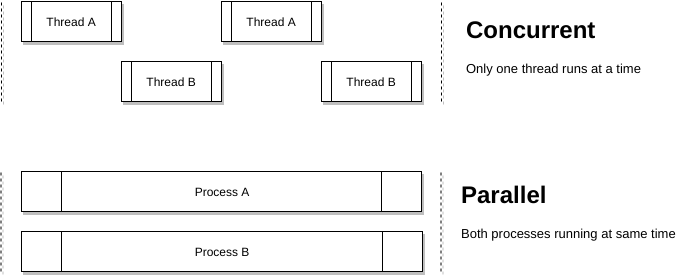 Thread A
Thread A
Concurrent
Only one thread runs at a time
Thread B
Thread B
Process A
Parallel
Both processes running at same time
Process B